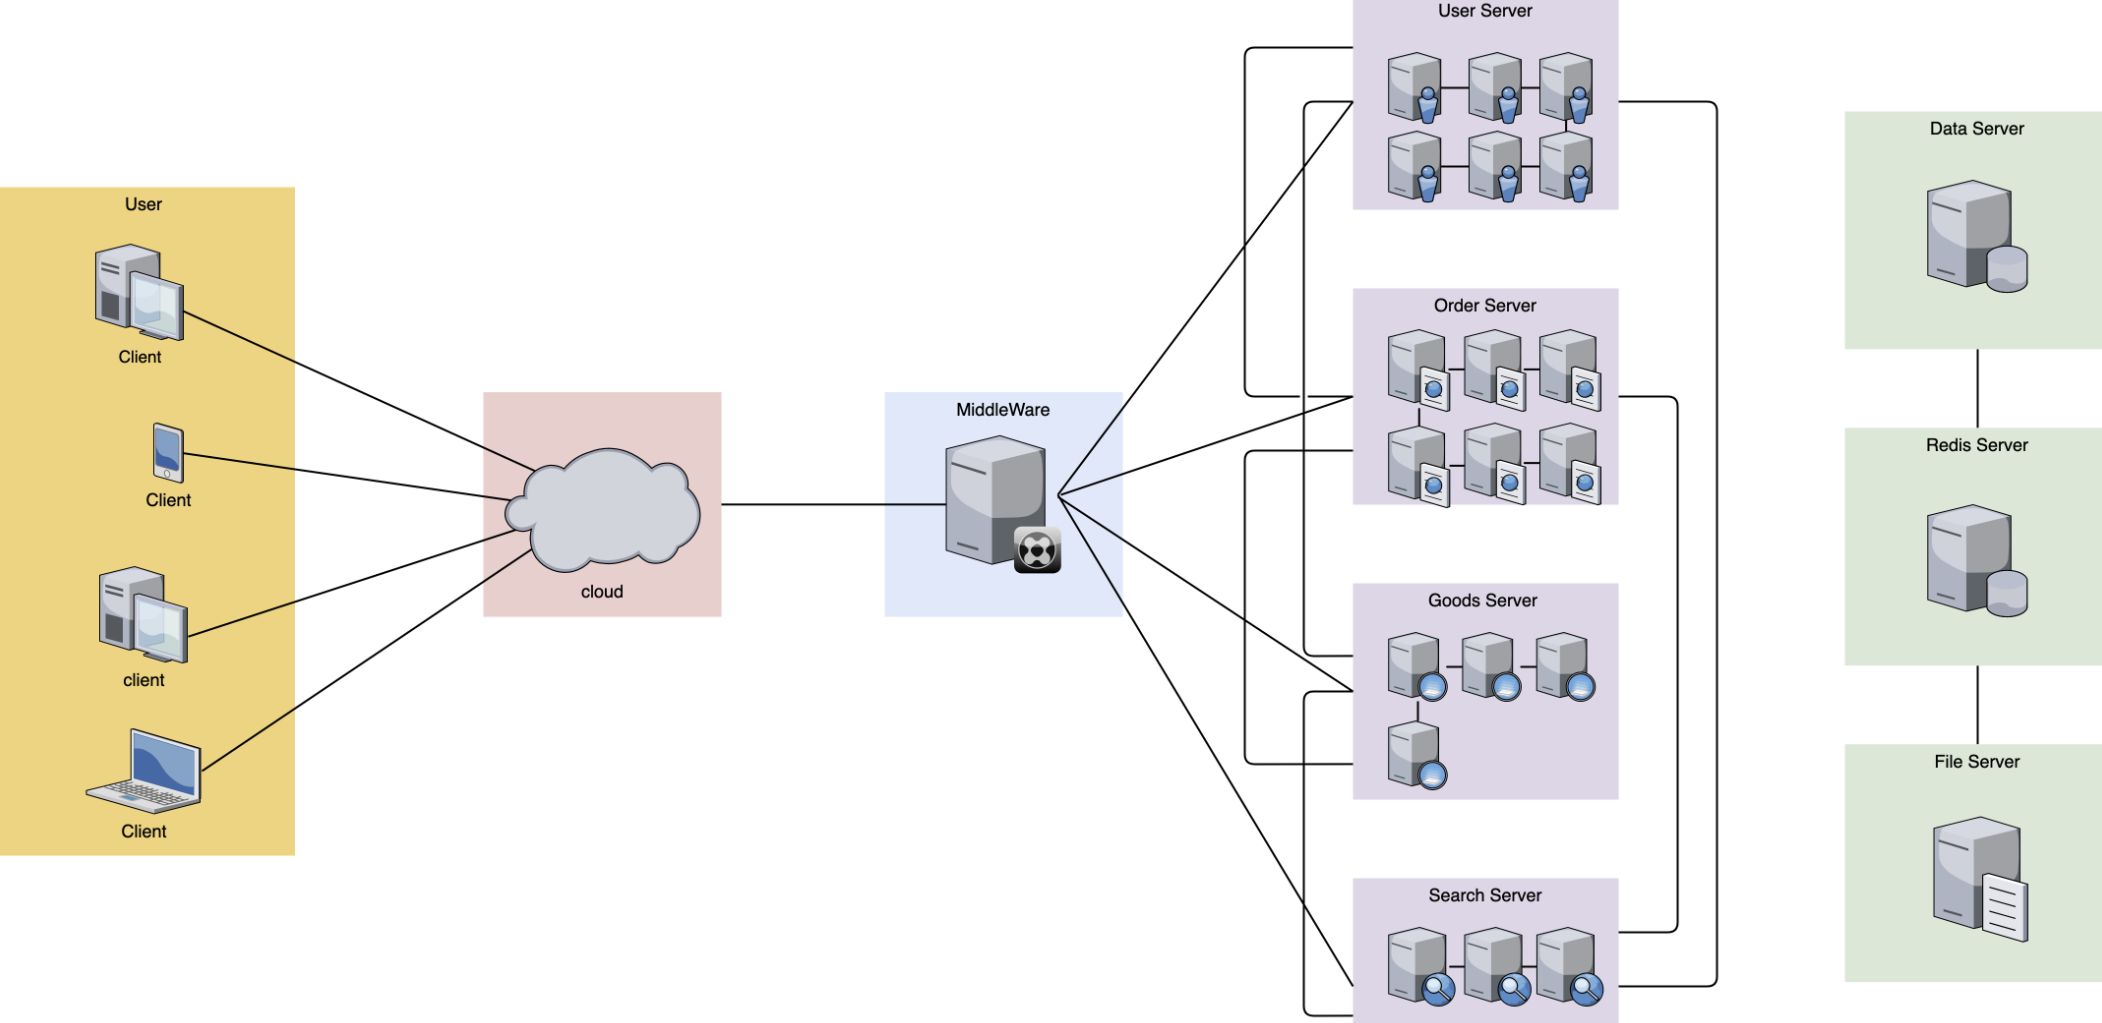 User
Client
Client
client
Client
cloud
MiddleWare
User Server
Order Server
Goods Server
Search Server
Data Server
Redis Server
File Server